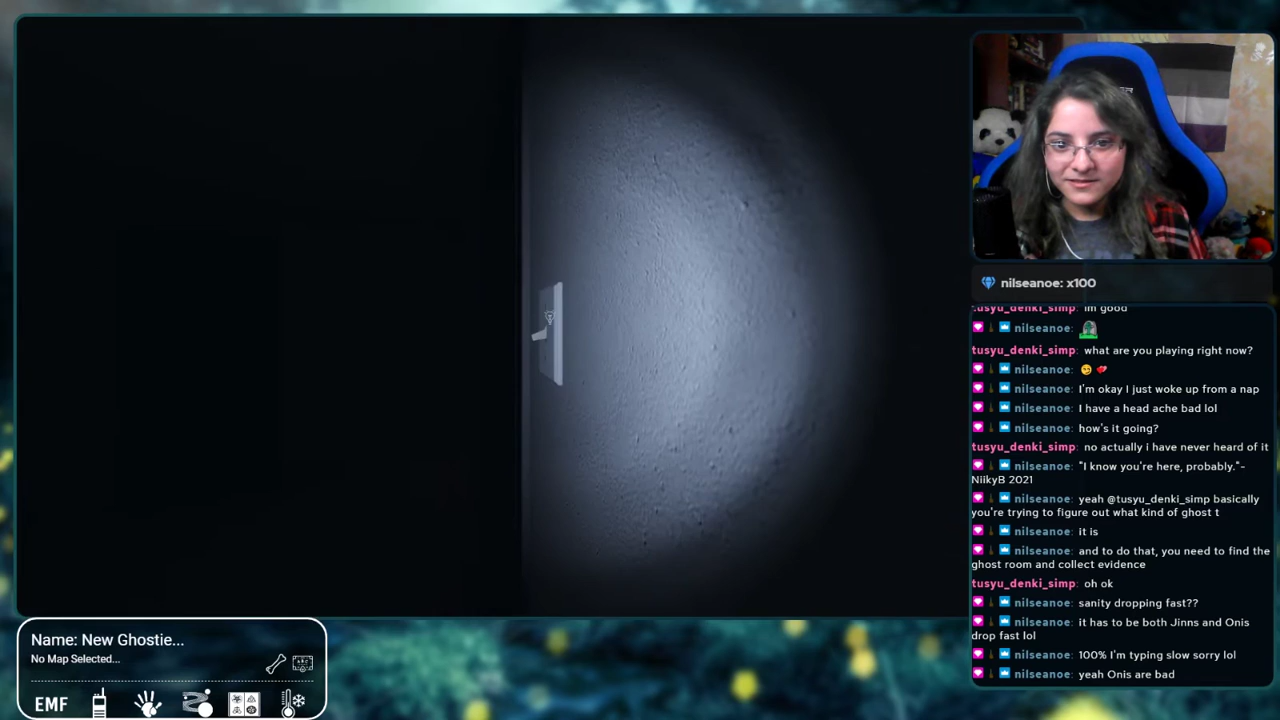 nilseanoe: x100
tusyu_denki_simp: im good
nilseanoe:
tusyu_denki_simp: what are you playing right now?
nilseanoe:
nilseanoe: I'm okay I just woke up from a nap
nilseanoe: I have a head ache bad lol
nilseanoe: how's it going?
tusyu_denki_simp: no actually i have never heard of it
nilseanoe: "I know you're here, probably."-
NiikyB 2021
nilseanoe: yeah @tusyu_denki_simp basically
you're trying to figure out what kind of ghost t
nilseanoe: it is
nilseanoe: and to do that, you need to find the
ghost room and collect evidence
tusyu_denki_simp: oh ok
nilseanoe: sanity dropping fast??
nilseanoe: it has to be both Jinns and Onis
drop fast lol
nilseanoe: 100% I'm typing slow sorry lol
nilseanoe: yeah Onis are bad
Name: New Ghostie...
No Map Selected...
EMF